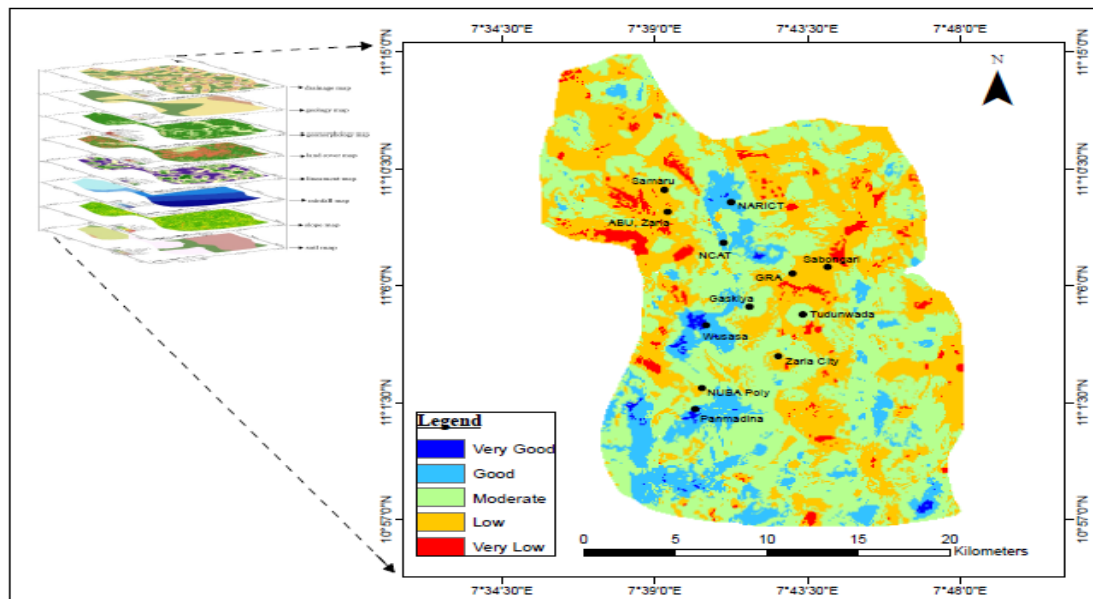 7°34'30"E 7°39'0"E 7°43'30"E 7°48'0"E
11°15'0"N
11°10'30"N
11°6'0"N
11°1'30"N
10°57'0"N
drainage map
geology map
geomorphology map
land cover map
lineament map
rainfall map
slope map
soil map
N
Samaru
NARICT
ABU, Zaria
NCAT
Sabongari
GRA
Gaskiya
Tudunwada
Wusasa
Zaria City
NUBA Poly
Panmadina
Legend
Very Good
Good
Moderate
Low
Very Low
0 5 10 15 20
Kilometers
7°34'30"E 7°39'0"E 7°43'30"E 7°48'0"E